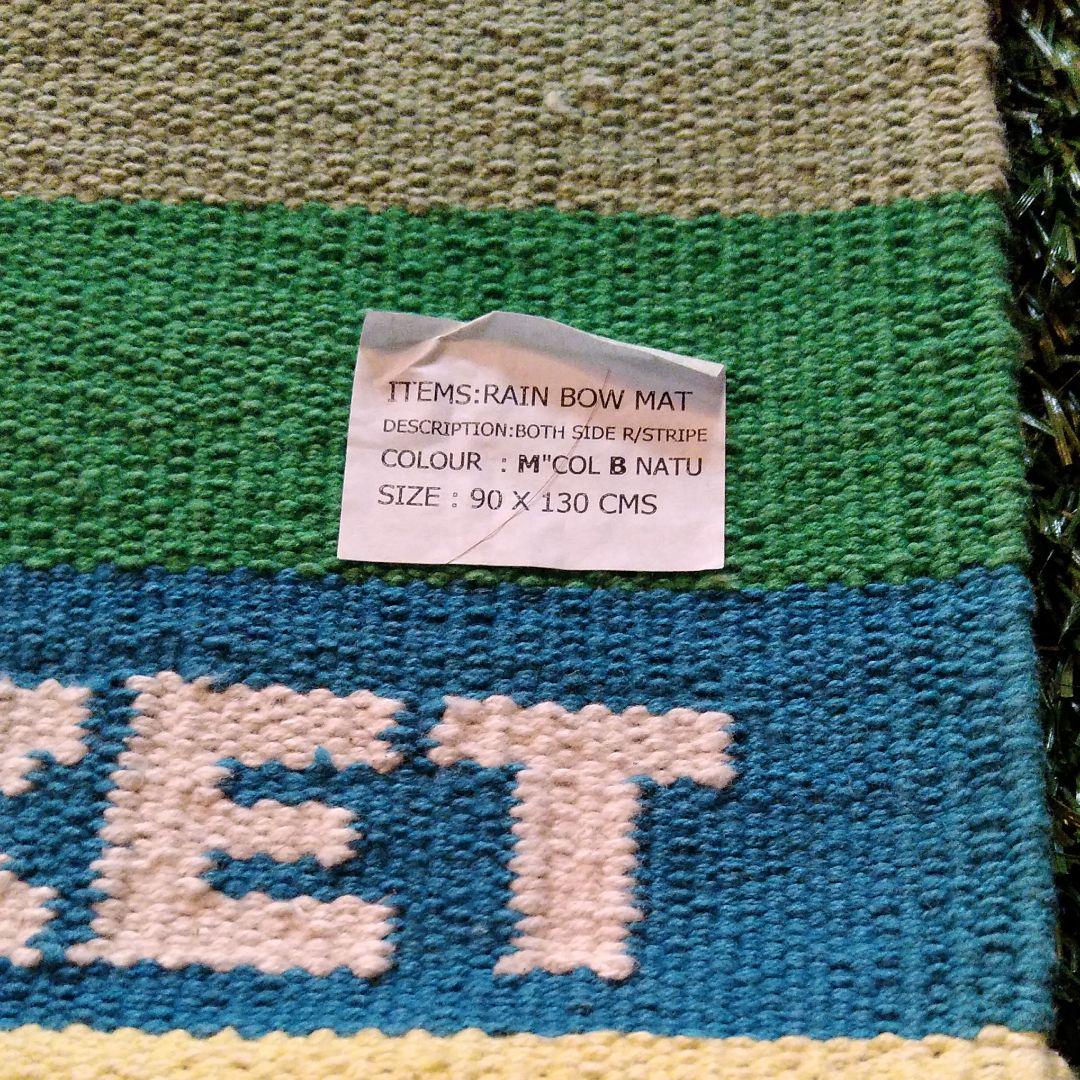 ITEMS:RAIN BOW MAT
DESCRIPTION:BOTH SIDE R/STRIPE
COLOUR : M"COL B NATU
SIZE : 90 X 130 CMS
ET